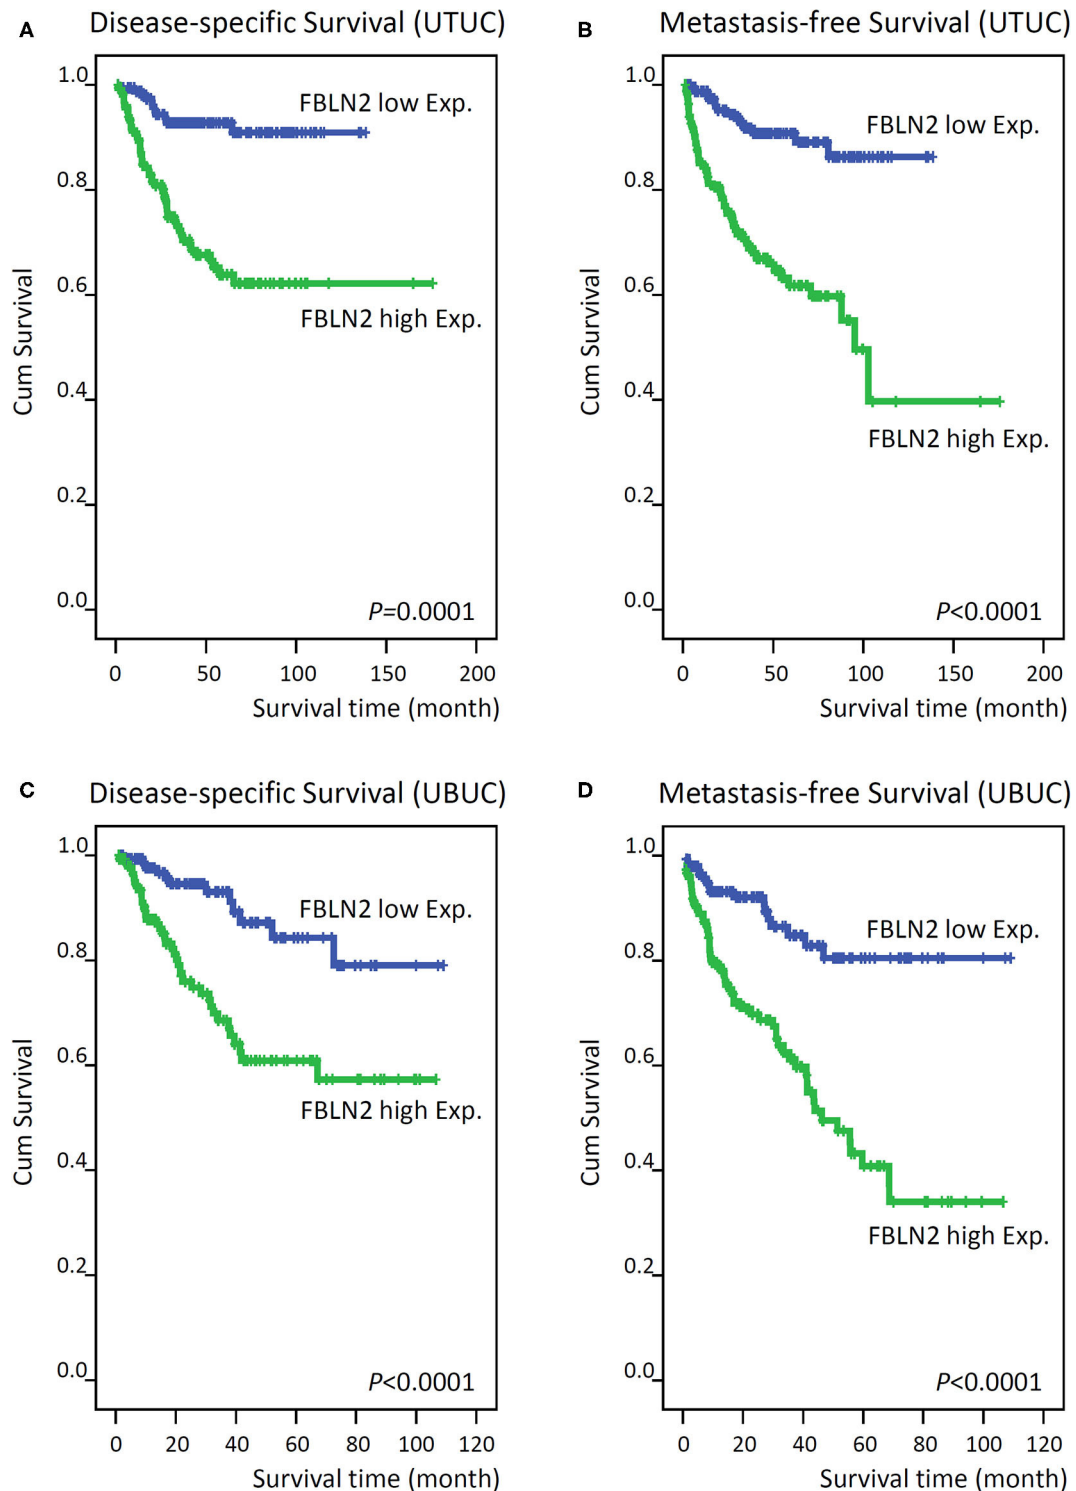 A
Disease-specific Survival (UTUC)
1.0
0.8
0.6
0.4
0.2
0.0
Cum Survival
FBLN2 low Exp.
FBLN2 high Exp.
P=0.0001
0 50 100 150 200
Survival time (month)
B
Metastasis-free Survival (UTUC)
1.0
0.8
0.6
0.4
0.2
0.0
Cum Survival
FBLN2 low Exp.
FBLN2 high Exp.
P<0.0001
0 50 100 150 200
Survival time (month)
C
Disease-specific Survival (UBUC)
1.0
0.8
0.6
0.4
0.2
0.0
Cum Survival
FBLN2 low Exp.
FBLN2 high Exp.
P<0.0001
0 20 40 60 80 100 120
Survival time (month)
D
Metastasis-free Survival (UBUC)
1.0
0.8
0.6
0.4
0.2
0.0
Cum Survival
FBLN2 low Exp.
FBLN2 high Exp.
P<0.0001
0 20 40 60 80 100 120
Survival time (month)